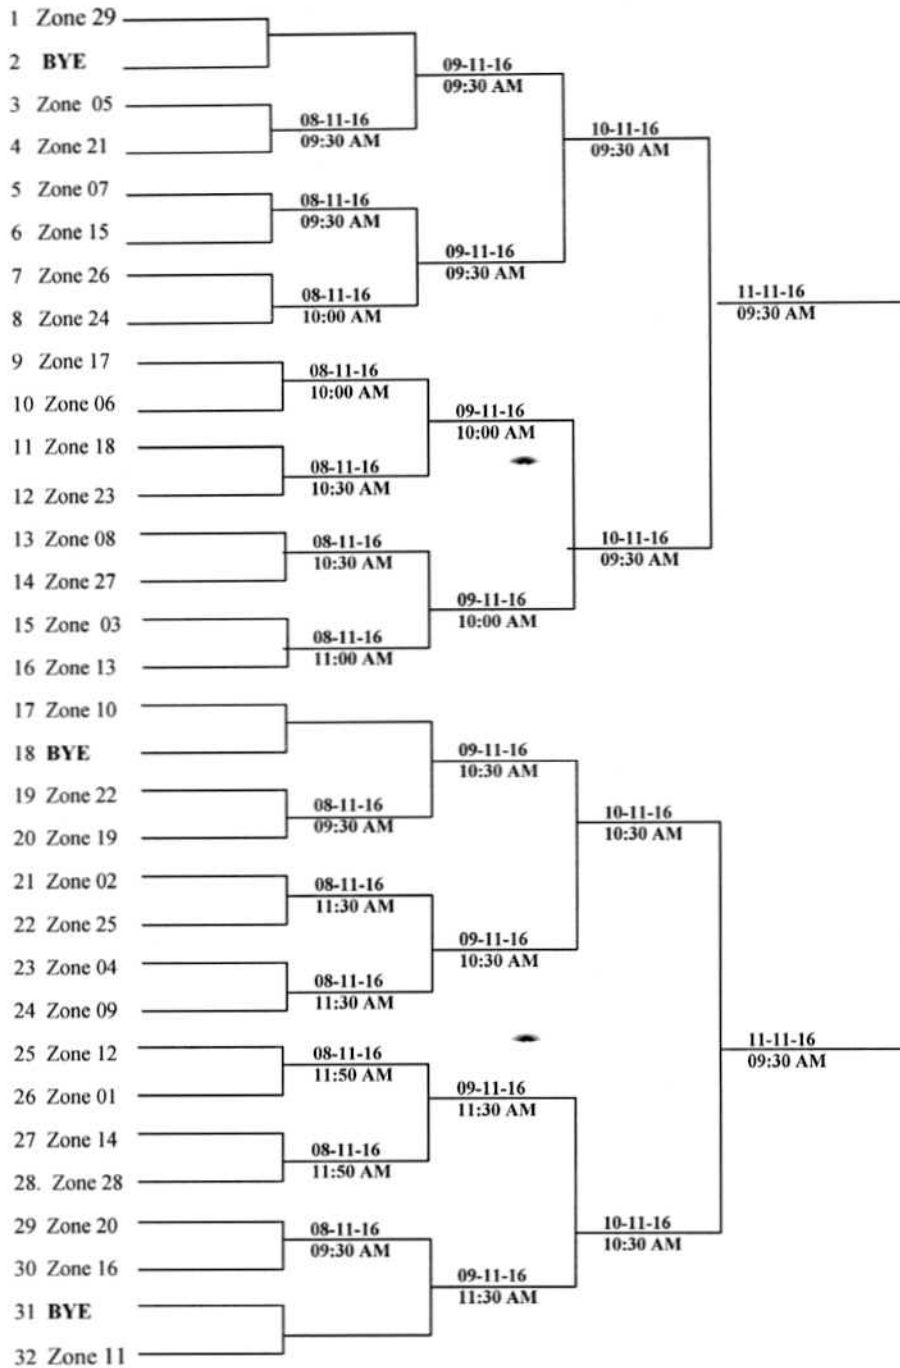 1 Zone 29
2 BYE
09-11-16
09:30 AM
3 Zone 05
08-11-16
09:30 AM
10-11-16
09:30 AM
4 Zone 21
5 Zone 07
08-11-16
09:30 AM
6 Zone 15
09-11-16
09:30 AM
7 Zone 26
08-11-16
10:00 AM
11-11-16
09:30 AM
8 Zone 24
9 Zone 17
08-11-16
10:00 AM
10 Zone 06
09-11-16
10:00 AM
11 Zone 18
08-11-16
10:30 AM
12 Zone 23
13 Zone 08
08-11-16
10:30 AM
10-11-16
09:30 AM
14 Zone 27
09-11-16
10:00 AM
15 Zone 03
08-11-16
11:00 AM
16 Zone 13
17 Zone 10
18 BYE
09-11-16
10:30 AM
19 Zone 22
08-11-16
09:30 AM
10-11-16
10:30 AM
20 Zone 19
21 Zone 02
08-11-16
11:30 AM
22 Zone 25
09-11-16
10:30 AM
23 Zone 04
08-11-16
11:30 AM
24 Zone 09
25 Zone 12
08-11-16
11:50 AM
11-11-16
09:30 AM
26 Zone 01
09-11-16
11:30 AM
27 Zone 14
08-11-16
11:50 AM
28. Zone 28
29 Zone 20
08-11-16
09:30 AM
10-11-16
10:30 AM
30 Zone 16
09-11-16
11:30 AM
31 BYE
32 Zone 11